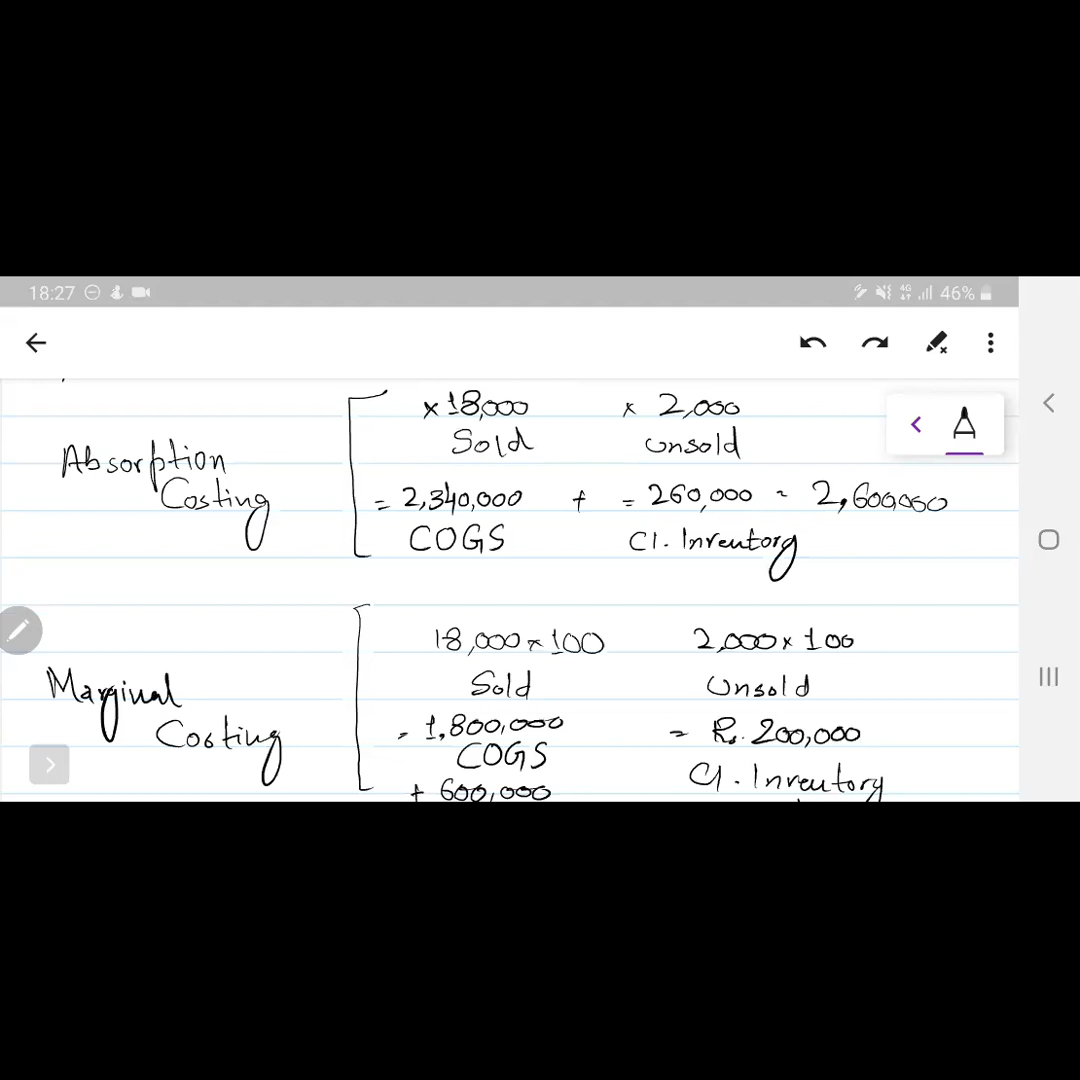 18:27 46%
× 18,000 × 2,000
Sold unsold
Absorption
Costing
= 2,340,000 + = 260,000 ~ 2,600,000
COGS Cl. Inventory
18,000 × 100 2,000 × 100
Sold Unsold
Marginal
Costing
= 1,800,000 = Rs. 200,000
COGS Cl. Inventory
+ 600,000